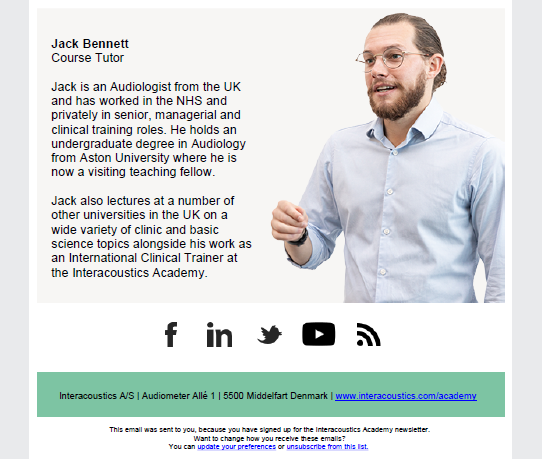 Jack Bennett
Course Tutor
Jack is an Audiologist from the UK
and has worked in the NHS and
privately in senior, managerial and
clinical training roles. He holds an
undergraduate degree in Audiology
from Aston University where he is
now a visiting teaching fellow.
Jack also lectures at a number of
other universities in the UK on a
wide variety of clinic and basic
science topics alongside his work as
an International Clinical Trainer at
the Interacoustics Academy.
Interacoustics A/S | Audiometer Allé 1 | 5500 Middelfart Denmark | www.interacoustics.com/academy
This email was sent to you, because you have signed up for the Interacoustics Academy newsletter.
Want to change how you receive these emails?
You can update your preferences or unsubscribe from this list.